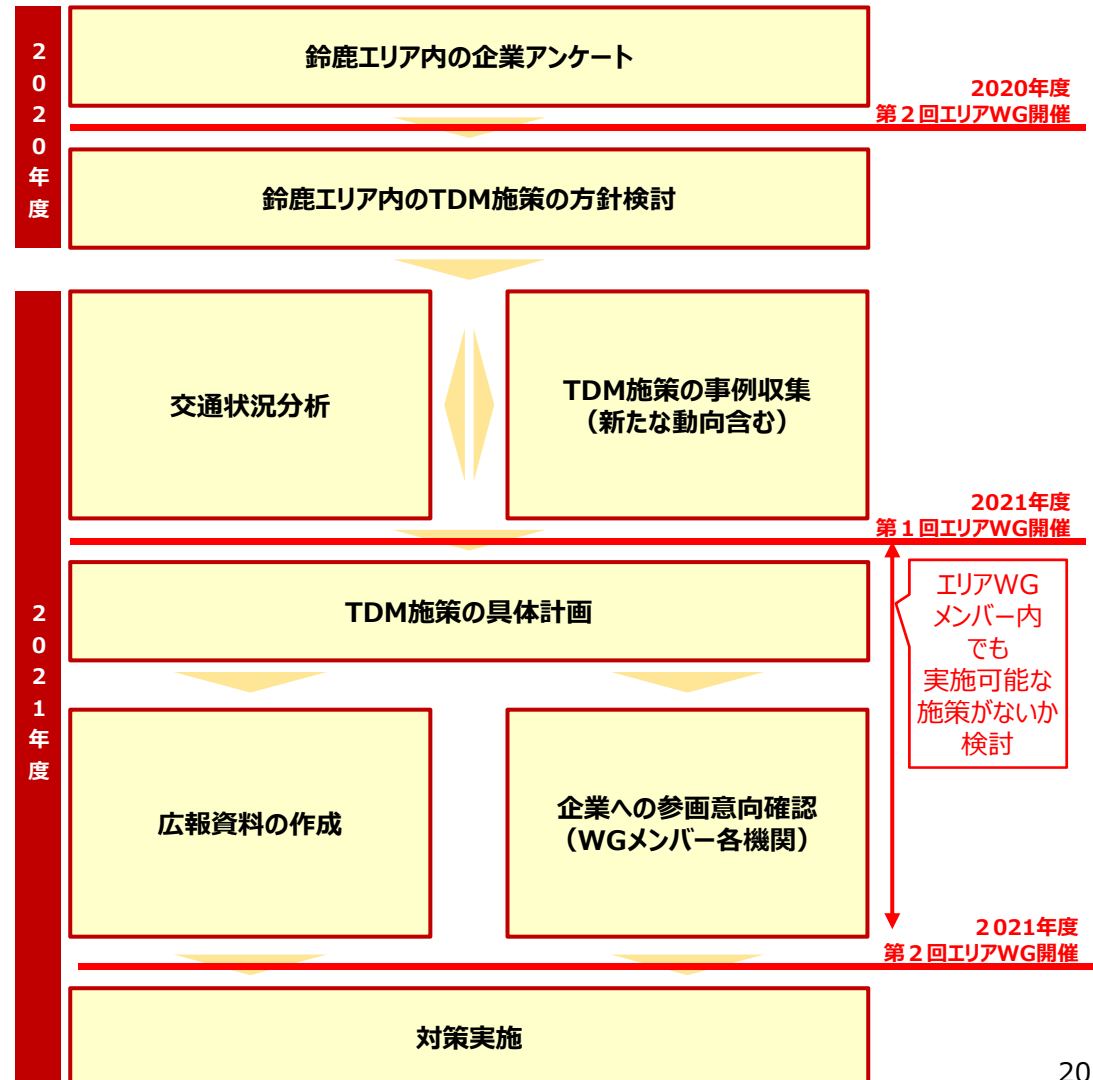 2020年度
鈴鹿エリア内の企業アンケート
2020年度
第２回エリアWG開催
鈴鹿エリア内のTDM施策の方針検討
2021年度
交通状況分析
TDM施策の事例収集
（新たな動向含む）
2021年度
第１回エリアWG開催
TDM施策の具体計画
エリアWG
メンバー内
でも
実施可能な
施策がないか
検討
広報資料の作成
企業への参画意向確認
（WGメンバー各機関）
２021年度
第２回エリアWG開催
対策実施
20